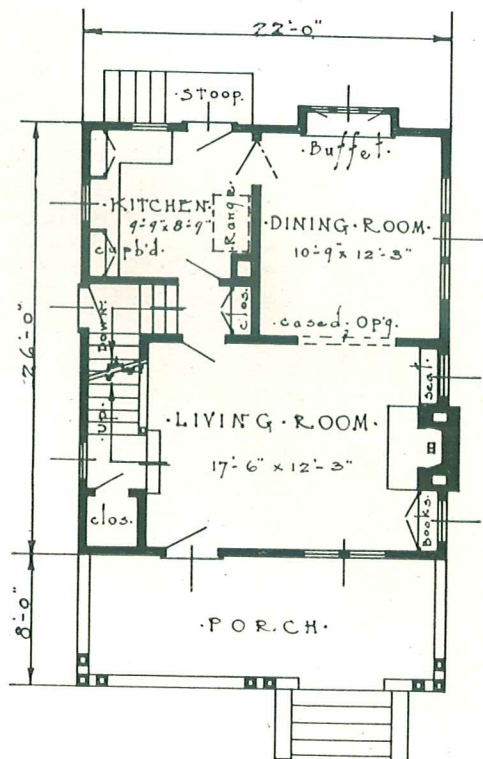 22'-0"
STOOP.
·Buffet·
·KITCHEN·
9'-9" x 8'-9"
Range
cupb'd.
·DINING·ROOM·
10'-9" x 12'-3"
clos.
cased, Op'g.
Down.
Up.
26'-0"
seat.
·LIVING·ROOM·
17'-6" x 12'-3"
clos.
Books.
8'-0"
·PORCH·